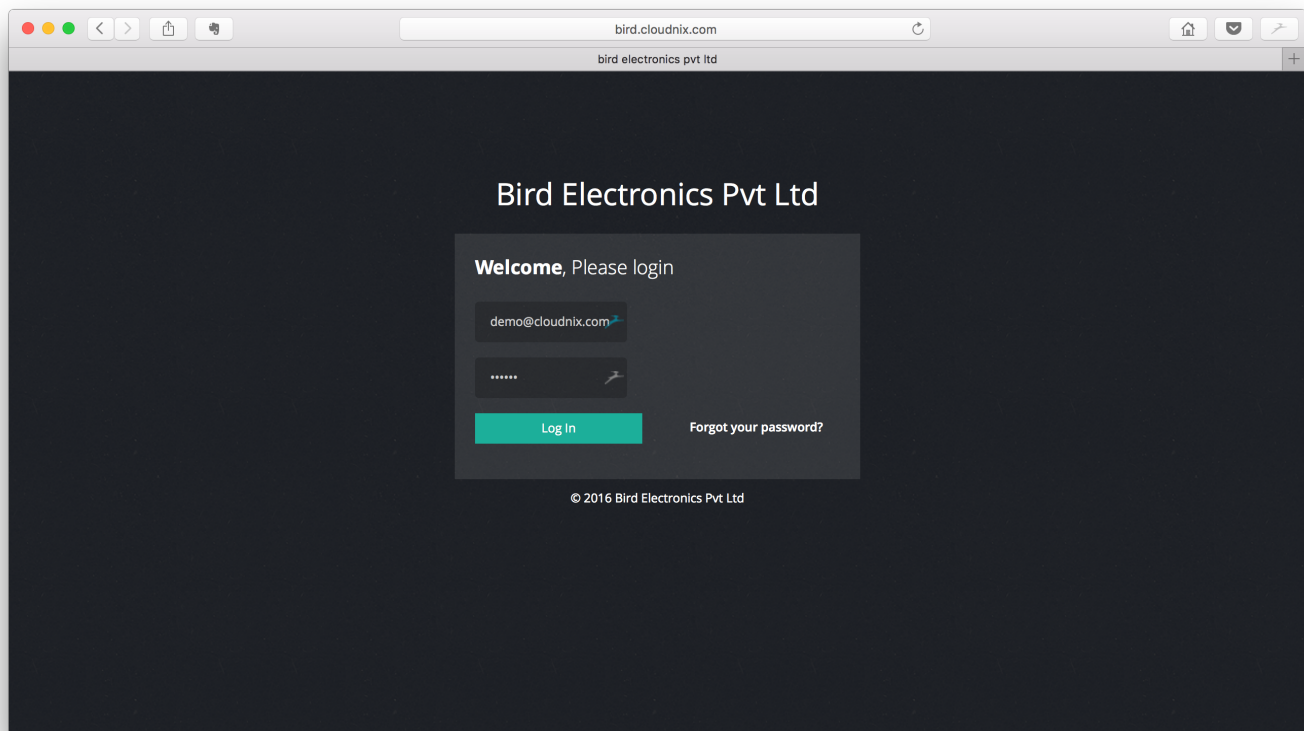 bird.cloudnix.com
bird electronics pvt ltd
Bird Electronics Pvt Ltd
Welcome, Please login
demo@cloudnix.com
••••••
Log In
Forgot your password?
© 2016 Bird Electronics Pvt Ltd